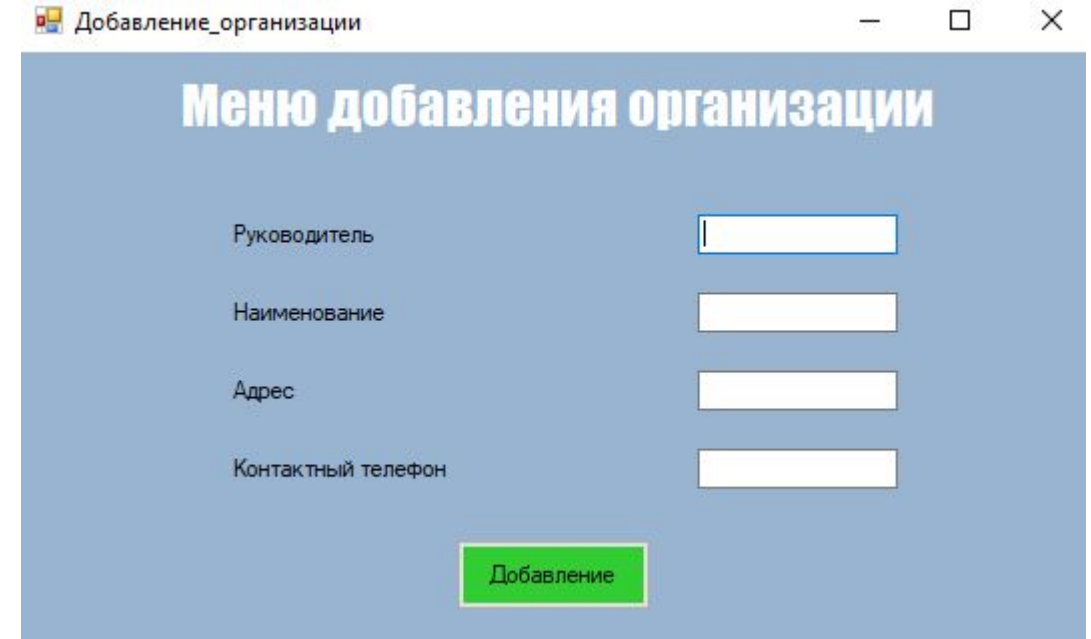 Добавление_организации
Меню добавления организации
Руководитель
Наименование
Адрес
Контактный телефон
Добавление